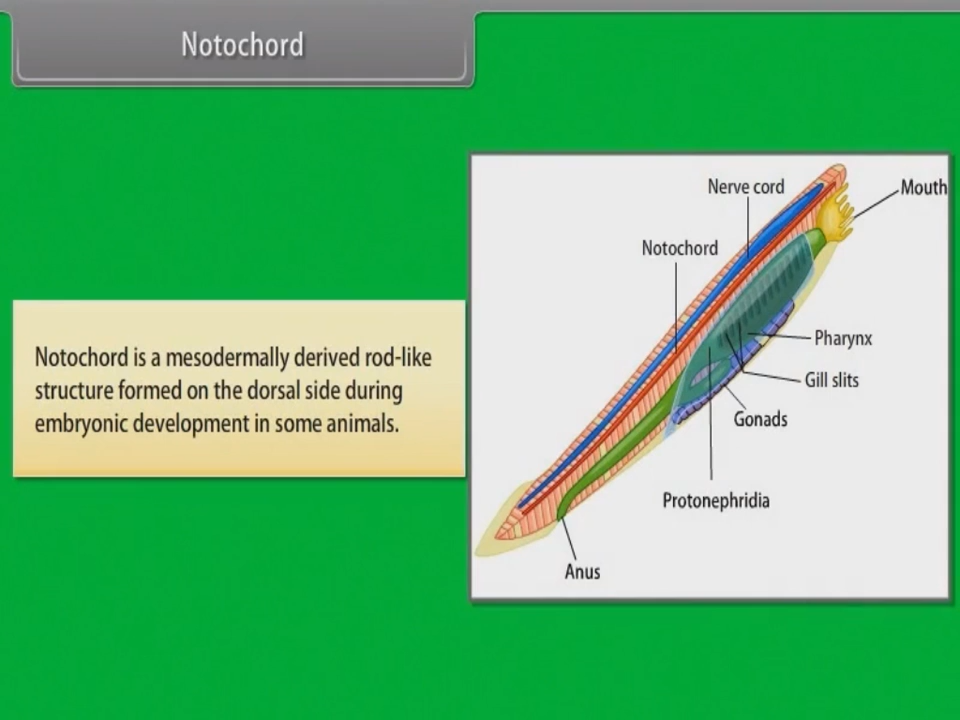 Notochord
Notochord is a mesodermally derived rod-like
structure formed on the dorsal side during
embryonic development in some animals.
Nerve cord
Mouth
Notochord
Pharynx
Gill slits
Gonads
Protonephridia
Anus